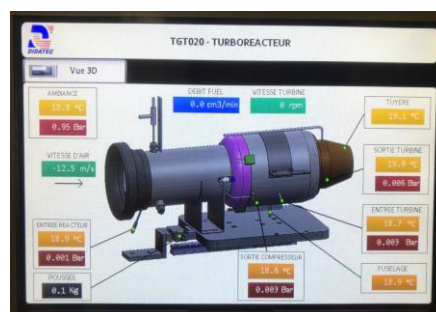 DIDATEC
TGT020 - TURBOREACTEUR
Vue 3D
AMBIANCE
0.95 Bar
DEBIT FUEL
0.0 cm3/min
VITESSE TURBINE
0 rpm
TUYERE
19.1 °C
VITESSE D'AIR
-12.5 m/s
SORTIE TURBINE
19.0 °C
0.006 Bar
ENTREE REACTEUR
18.9 °C
0.001 Bar
ENTREE TURBINE
18.7 °C
0.003 Bar
POUSSEE
0.1 Kg
SORTIE COMPRESSEUR
18.6 °C
0.003 Bar
FUSELAGE
18.9 °C